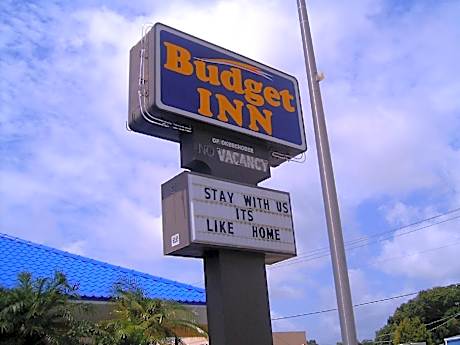 Budget
INN
NO VACANCY
STAY WITH US
ITS
LIKE HOME